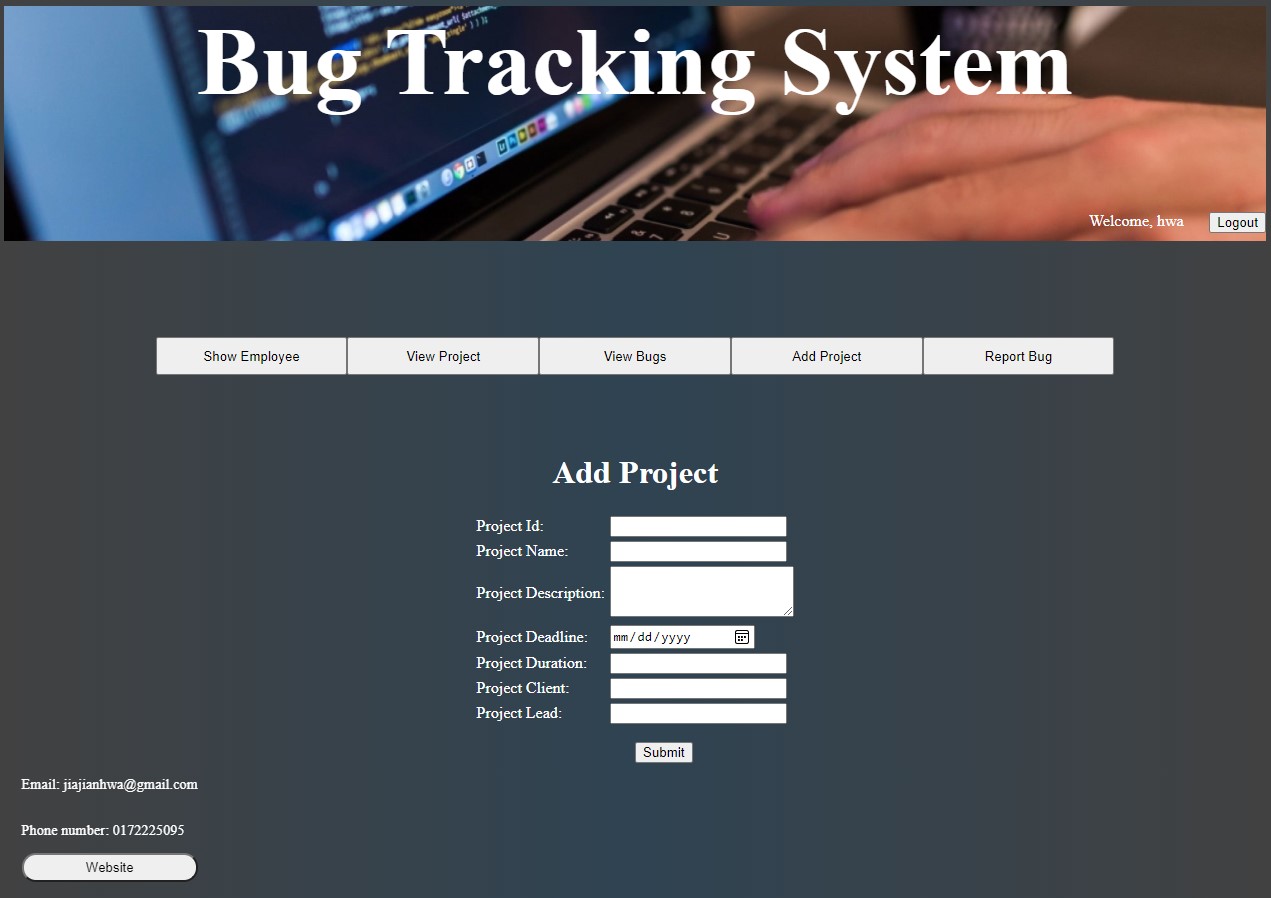 Bug Tracking System
Welcome, hwa
Logout
Show Employee
View Project
View Bugs
Add Project
Report Bug
Add Project
Project Id:
Project Name:
Project Description:
Project Deadline:
mm/dd/yyyy
Project Duration:
Project Client:
Project Lead:
Submit
Email: jiajianhwa@gmail.com
Phone number: 0172225095
Website